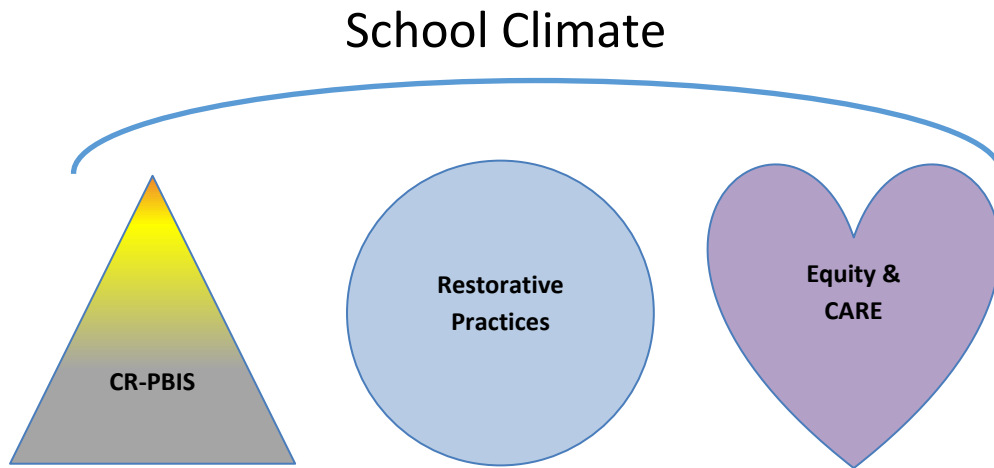 School Climate
CR-PBIS
Restorative
Practices
Equity &
CARE